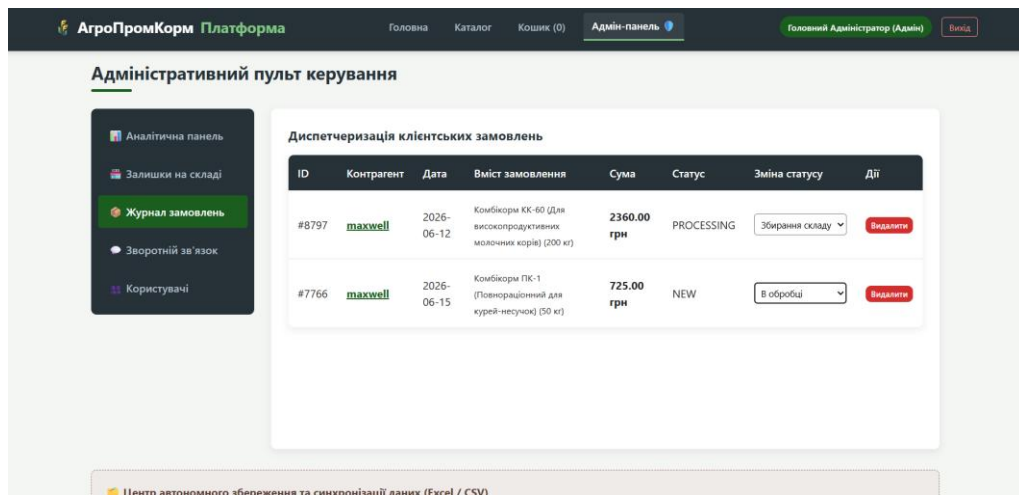 АгроПромКорм Платформа
Головна
Каталог
Кошик (0)
Адмін-панель
Головний Адміністратор (Адмін)
Вихід
Адміністративний пульт керування
Аналітична панель
Залишки на складі
Журнал замовлень
Зворотній зв'язок
Користувачі
Диспетчеризація клієнтських замовлень
ID Контрагент Дата Вміст замовлення Сума Статус Зміна статусу Дії
#8797
maxwell
2026-
06-12
Комбікорм КК-60 (Для
високопродуктивних
молочних корів) (200 кг)
2360.00
грн
PROCESSING
Збирання складу
Видалити
#7766
maxwell
2026-
06-15
Комбікорм ПК-1
(Повнораціонний для
курей-несучок) (50 кг)
725.00
грн
NEW
В обробці
Видалити
Центр автономного збереження та синхронізації даних (Excel / CSV)